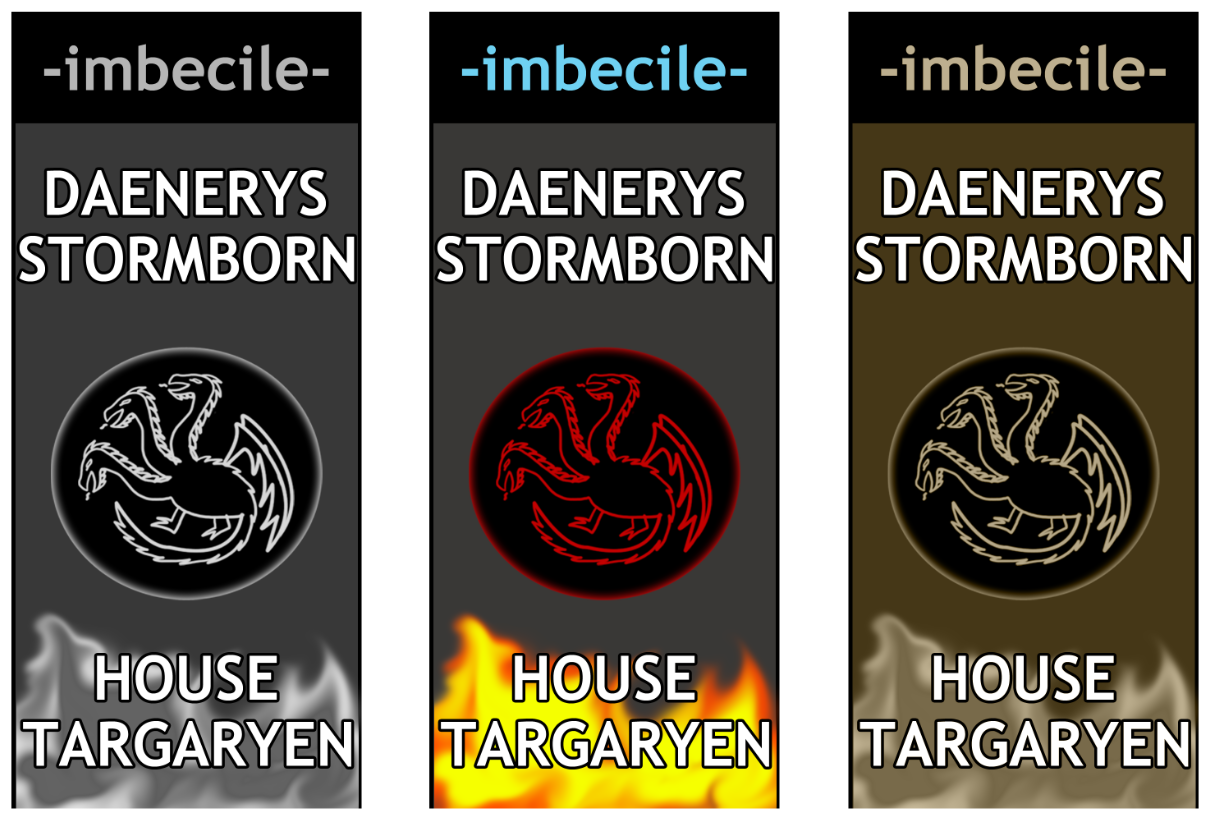 -imbecile-
DAENERYS
STORMBORN
HOUSE
TARGARYEN
-imbecile-
DAENERYS
STORMBORN
HOUSE
TARGARYEN
-imbecile-
DAENERYS
STORMBORN
HOUSE
TARGARYEN